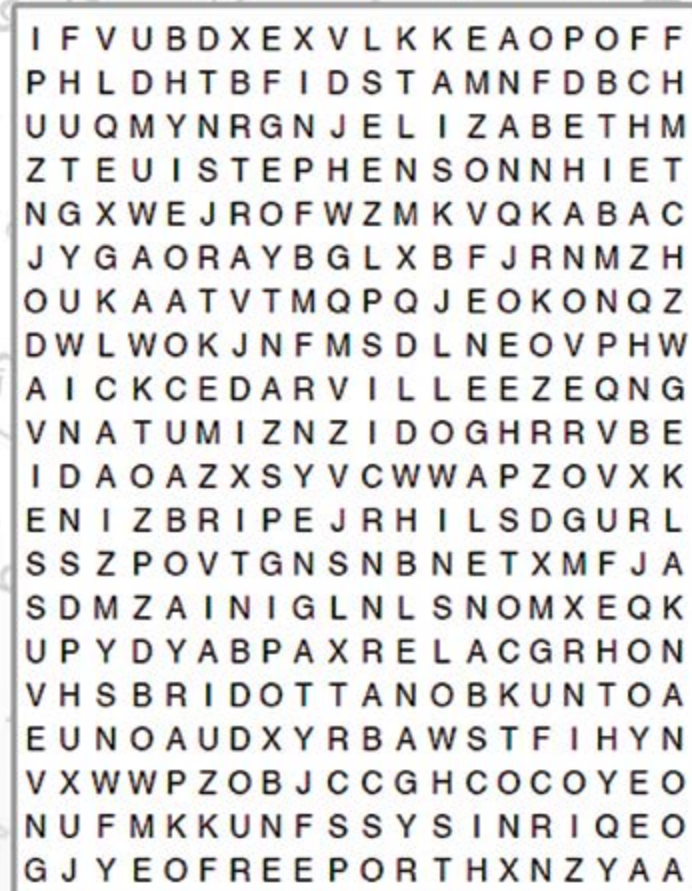 I F V U B D X E X V L K K E A O P O F F
P H L D H T B F I D S T A M N F D B C H
U U Q M Y N R G N J E L I Z A B E T H M
Z T E U I S T E P H E N S O N N H I E T
N G X W E J R O F W Z M K V Q K A B A C
J Y G A O R A Y B G L X B F J R N M Z H
O U K A A T V T M Q P Q J E O K O N Q Z
D W L W O K J N F M S D L N E O V P H W
A I C K C E D A R V I L L E E Z E Q N G
V N A T U M I Z N Z I D O G H R R V B E
I D A O A Z X S Y V C W W A P Z O V X K
E N I Z B R I P E J R H I L S D G U R L
S S Z P O V T G N S N B N E T X M F J A
S D M Z A I N I G L N L S N O M X E Q K
U P Y D Y A B P A X R E L A C G R H O N
V H S B R I D O T T A N O B K U N T O A
E U N O A U D X Y R B A W S T F I H Y N
V X W W P Z O B J C C G H C O C O Y E O
N U F M K K U N F S S Y S I N R I Q E O
G J Y E O F R E E P O R T H X N Z Y A A